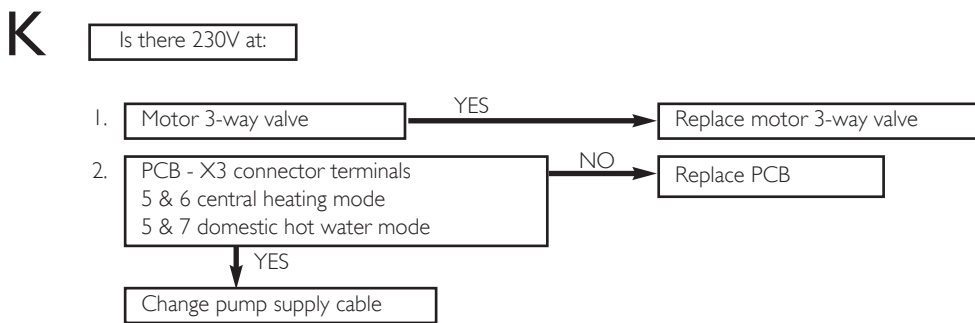 K
Is there 230V at:
1. Motor 3-way valve
YES
Replace motor 3-way valve
2. PCB - X3 connector terminals
5 & 6 central heating mode
5 & 7 domestic hot water mode
NO
Replace PCB
YES
Change pump supply cable